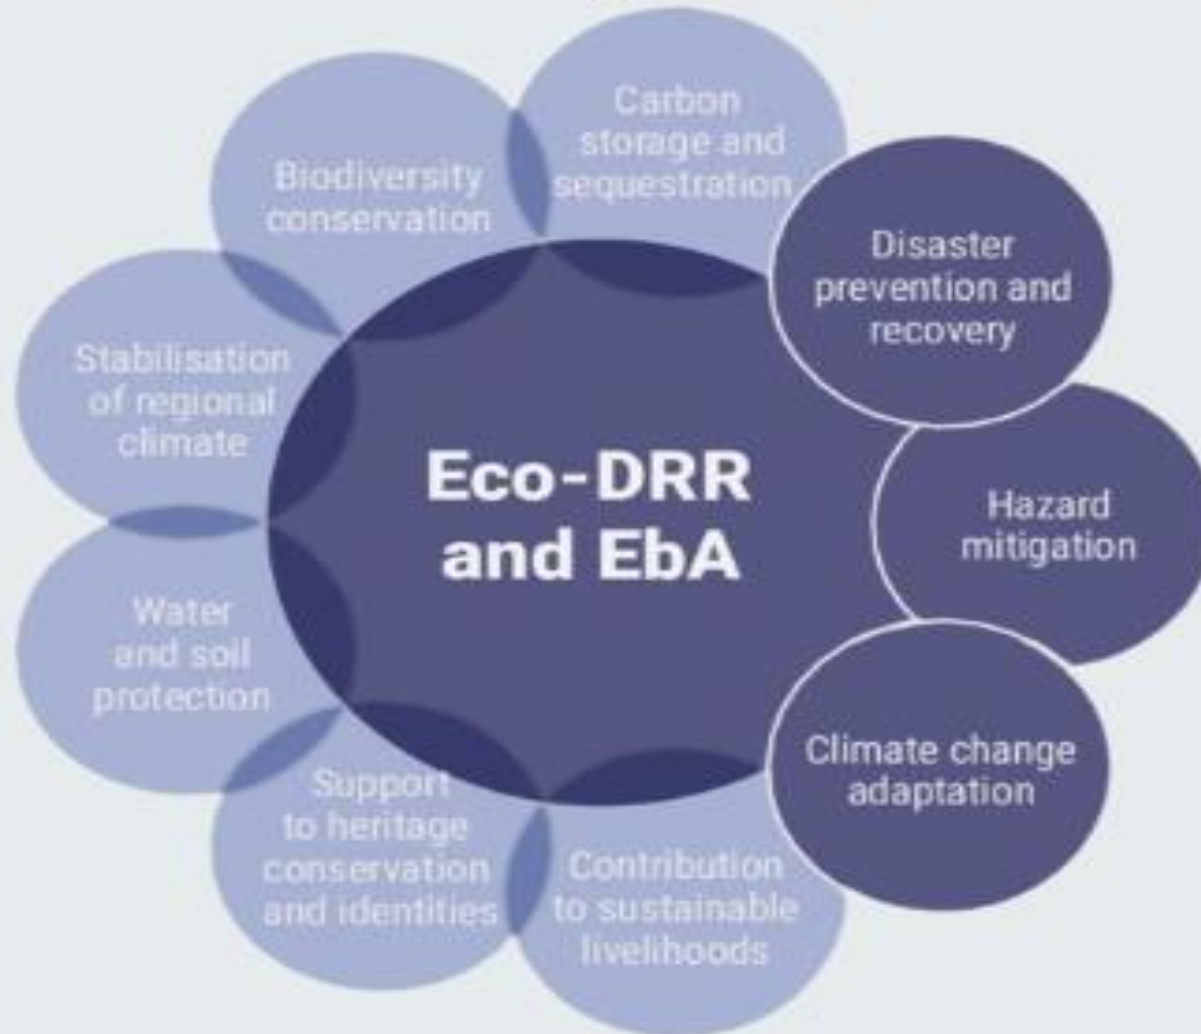 Carbon
storage and
sequestration
Biodiversity
conservation
Disaster
prevention and
recovery
Stabilisation
of regional
climate
Eco-DRR
and EbA
Hazard
mitigation
Water
and soil
protection
Climate change
adaptation
Support
to heritage
conservation
and identities
Contribution
to sustainable
livelihoods